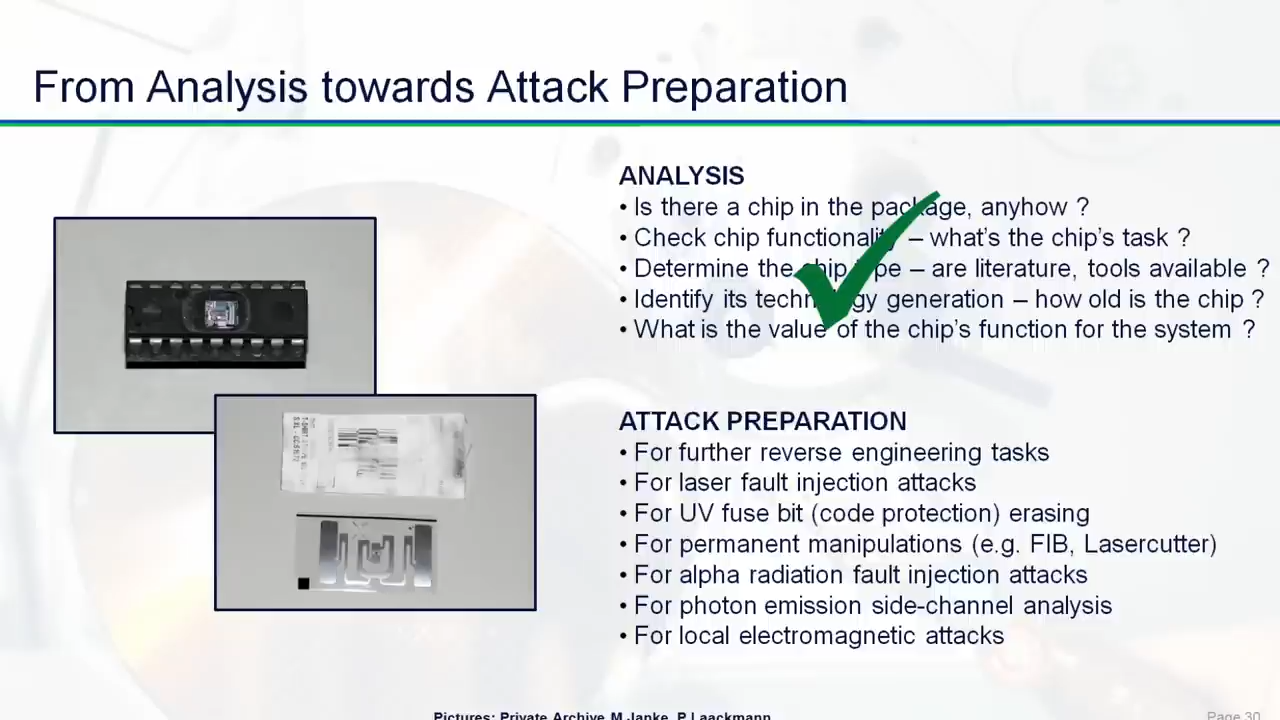 From Analysis towards Attack Preparation
ANALYSIS
• Is there a chip in the package, anyhow ?
• Check chip functionality – what's the chip's task ?
• Determine the chip type – are literature, tools available ?
• Identify its technology generation – how old is the chip ?
• What is the value of the chip's function for the system ?
ATTACK PREPARATION
• For further reverse engineering tasks
• For laser fault injection attacks
• For UV fuse bit (code protection) erasing
• For permanent manipulations (e.g. FIB, Lasercutter)
• For alpha radiation fault injection attacks
• For photon emission side-channel analysis
• For local electromagnetic attacks
Pictures: Private Archive M.Janke, P.Laackmann
Page 30